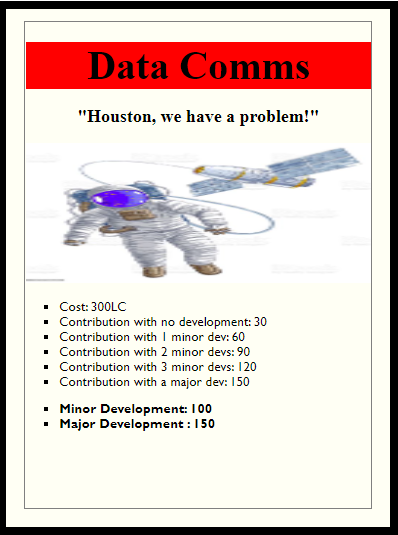 Data Comms
"Houston, we have a problem!"
Cost: 300LC
Contribution with no development: 30
Contribution with 1 minor dev: 60
Contribution with 2 minor devs: 90
Contribution with 3 minor devs: 120
Contribution with a major dev: 150
Minor Development: 100
Major Development : 150